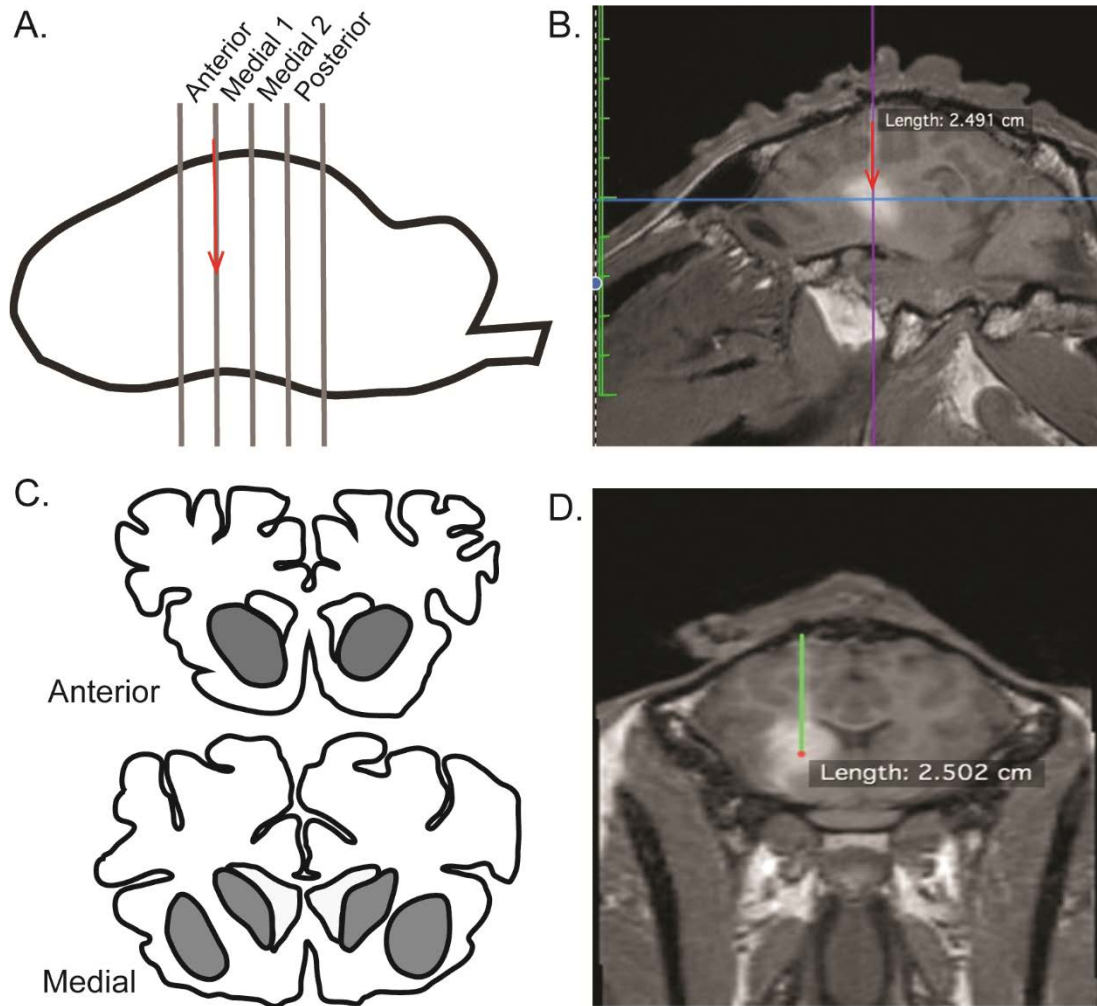 A.
Anterior
Medial 1
Medial 2
Posterior
B.
Length: 2.491 cm
C.
Anterior
Medial
D.
Length: 2.502 cm